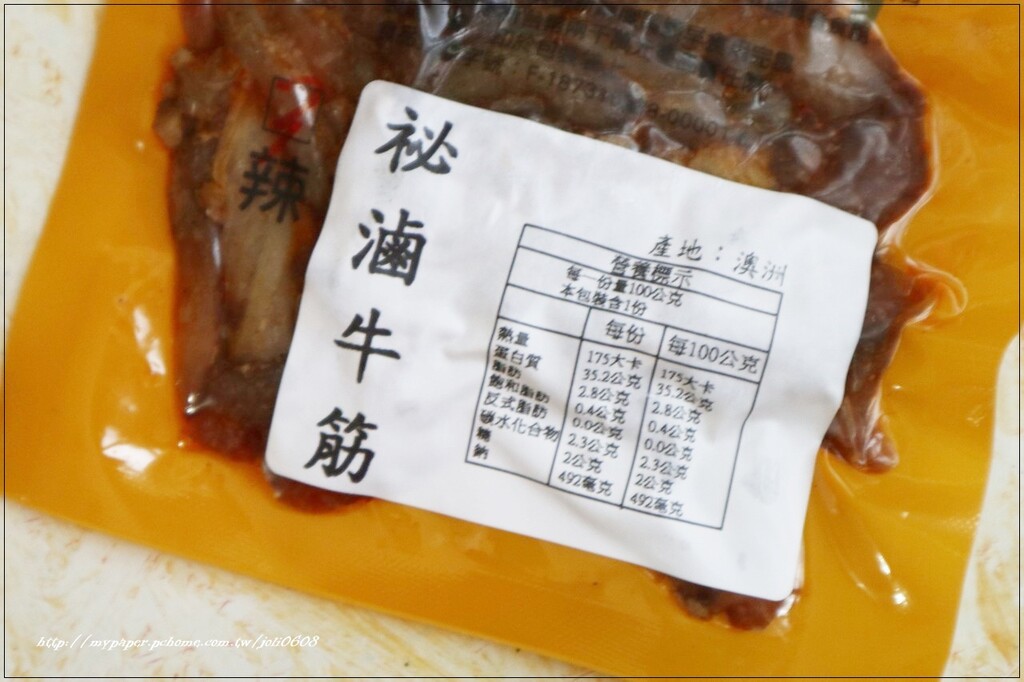 F-18733
辣
祕滷牛筋
產地：澳洲
營養標示
每一份量100公克
本包裝含1份
每份 每100公克
熱量 175大卡 175大卡
蛋白質 35.2公克 35.2公克
脂肪 2.8公克 2.8公克
飽和脂肪 0.4公克 0.4公克
反式脂肪 0.0公克 0.0公克
碳水化合物 2.3公克 2.3公克
糖 2公克 2公克
鈉 492毫克 492毫克
http://mypaper.pchome.com.tw/joli0608